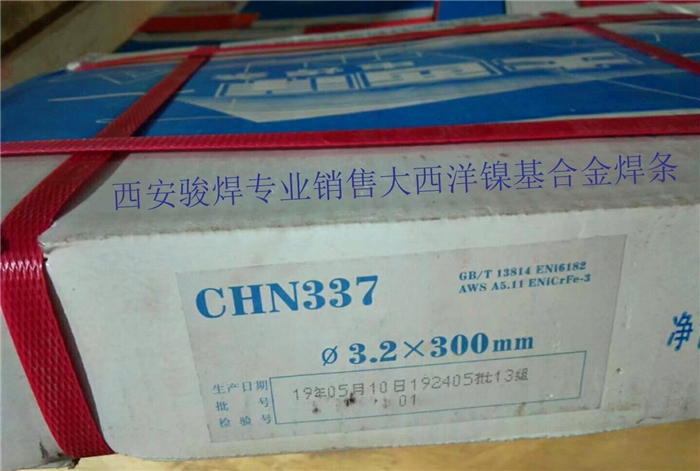 西安骏焊专业销售大西洋镍基合金焊条
GB/T 13814 ENi6182
AWS A5.11 ENiCrFe-3
CHN337
ø 3.2×300mm
净
生产日期 19年05月10日192405批13组
批 号 01
检验号